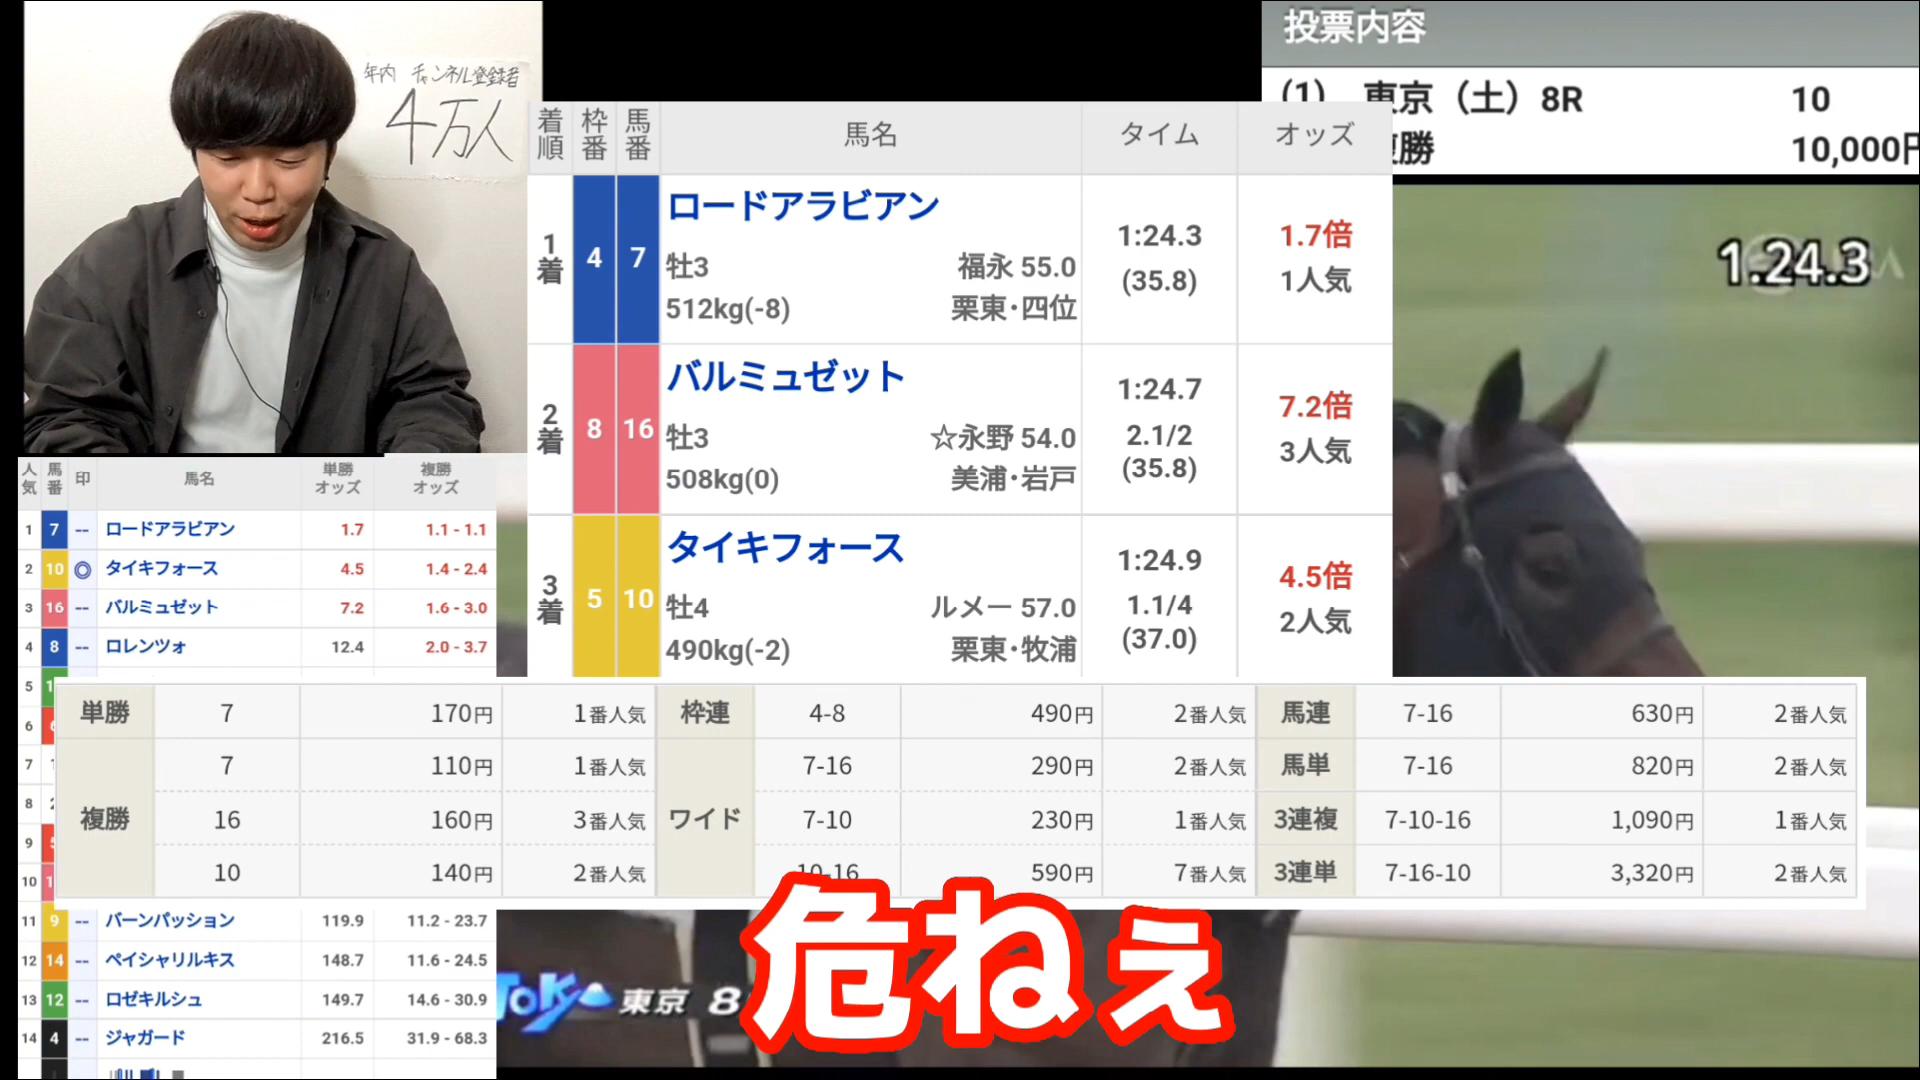 年内 チャンネル登録者
4万人
投票内容
(1) 東京（土）8R 10
複勝 10,000円
1.24.3
着順 枠番 馬番 馬名 タイム オッズ
1着 4 7 ロードアラビアン 1:24.3 1.7倍
牡3 福永 55.0 (35.8) 1人気
512kg(-8) 栗東・四位
2着 8 16 バルミュゼット 1:24.7 7.2倍
牡3 ☆永野 54.0 2.1/2 3人気
508kg(0) 美浦・岩戸 (35.8)
3着 5 10 タイキフォース 1:24.9 4.5倍
牡4 ルメー 57.0 1.1/4 2人気
490kg(-2) 栗東・牧浦 (37.0)
人気 馬番 印 馬名 単勝オッズ 複勝オッズ
1 7 -- ロードアラビアン 1.7 1.1 - 1.1
2 10 ◎ タイキフォース 4.5 1.4 - 2.4
3 16 -- バルミュゼット 7.2 1.6 - 3.0
4 8 -- ロレンツォ 12.4 2.0 - 3.7
5
6
7
8
9
10
11 9 -- バーンパッション 119.9 11.2 - 23.7
12 14 -- ペイシャリルキス 148.7 11.6 - 24.5
13 12 -- ロゼキルシュ 149.7 14.6 - 30.9
14 4 -- ジャガード 216.5 31.9 - 68.3
単勝 7 170円 1番人気 枠連 4-8 490円 2番人気 馬連 7-16 630円 2番人気
複勝 7 110円 1番人気 ワイド 7-16 290円 2番人気 馬単 7-16 820円 2番人気
16 160円 3番人気 7-10 230円 1番人気 3連複 7-10-16 1,090円 1番人気
10 140円 2番人気 10-16 590円 7番人気 3連単 7-16-10 3,320円 2番人気
危ねぇ
東京 8